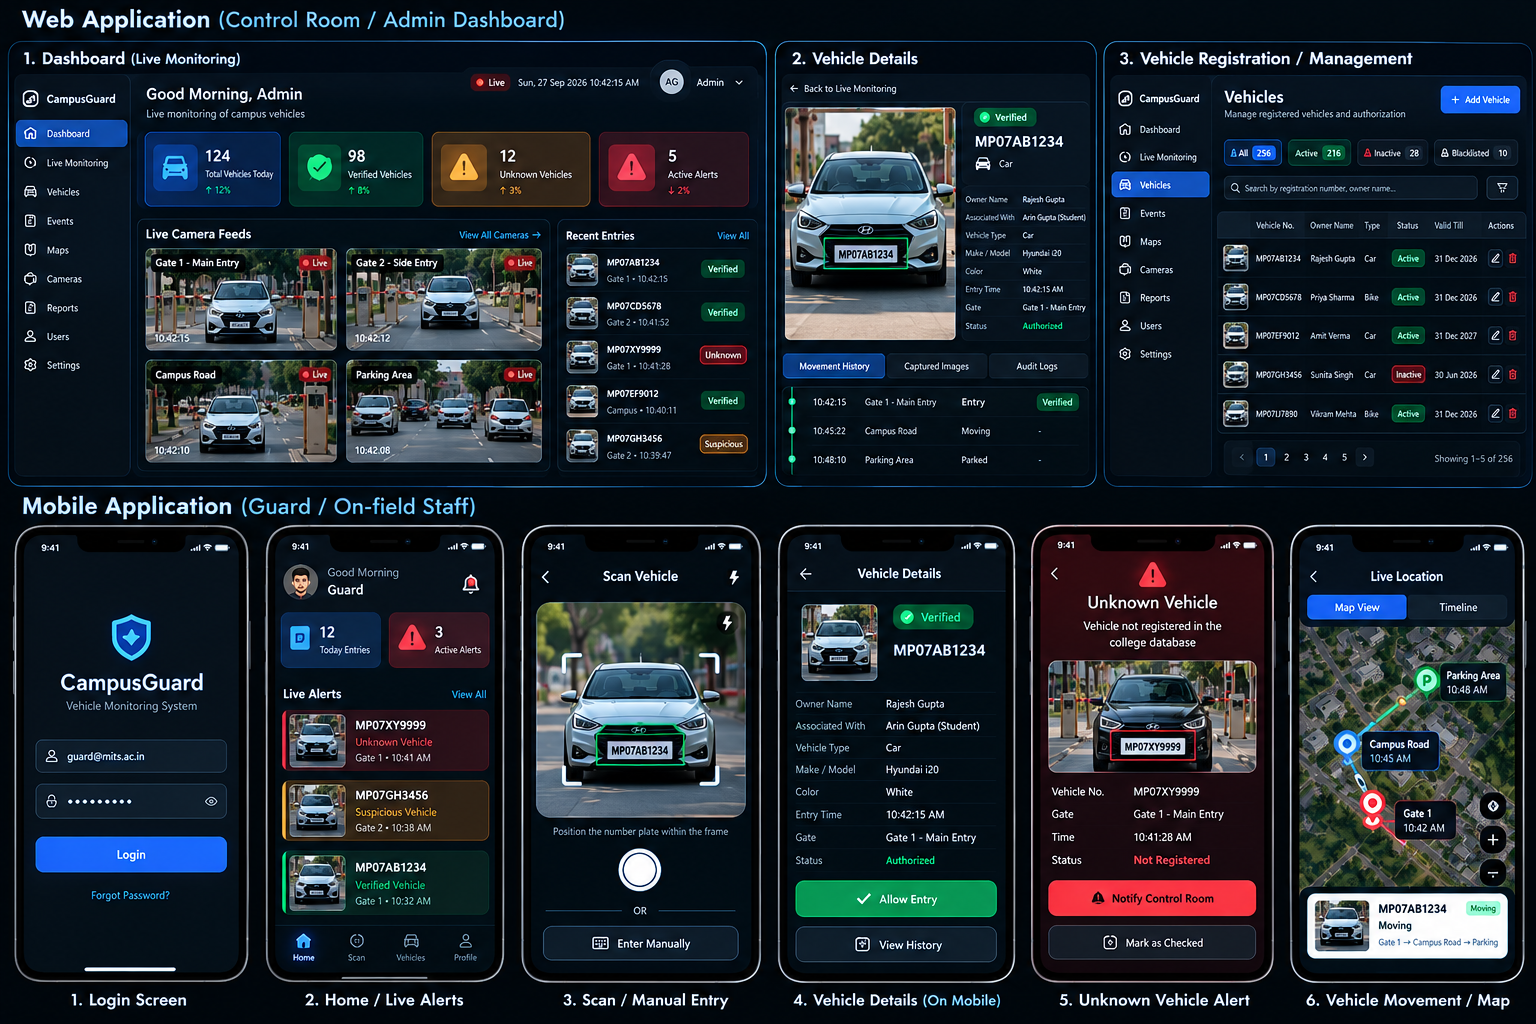 Web Application (Control Room / Admin Dashboard)
1. Dashboard (Live Monitoring)
CampusGuard
Dashboard
Live Monitoring
Vehicles
Events
Maps
Cameras
Reports
Users
Settings
Live
Sun, 27 Sep 2026 10:42:15 AM
AG
Admin
Good Morning, Admin
Live monitoring of campus vehicles
124
Total Vehicles Today
↑ 12%
98
Verified Vehicles
↑ 8%
12
Unknown Vehicles
↑ 3%
5
Active Alerts
↓ 2%
Live Camera Feeds
View All Cameras →
Gate 1 - Main Entry
Live
10:42:15
Gate 2 - Side Entry
Live
10:42:12
Campus Road
Live
10:42:10
Parking Area
Live
10:42:08
Recent Entries
View All
MP07AB1234
Gate 1 • 10:42:15
Verified
MP07CD5678
Gate 2 • 10:41:52
Verified
MP07XY9999
Gate 1 • 10:41:28
Unknown
MP07EF9012
Campus • 10:40:11
Verified
MP07GH3456
Gate 2 • 10:39:47
Suspicious
2. Vehicle Details
← Back to Live Monitoring
MP07AB1234
Verified
MP07AB1234
Car
Owner Name Rajesh Gupta
Associated With Arin Gupta (Student)
Vehicle Type Car
Make / Model Hyundai i20
Color White
Entry Time 10:42:15 AM
Gate Gate 1 - Main Entry
Status Authorized
Movement History Captured Images Audit Logs
10:42:15 Gate 1 - Main Entry Entry Verified
10:45:22 Campus Road Moving -
10:48:10 Parking Area Parked -
3. Vehicle Registration / Management
CampusGuard
Dashboard
Live Monitoring
Vehicles
Events
Maps
Cameras
Reports
Users
Settings
Vehicles
Manage registered vehicles and authorization
+ Add Vehicle
All 256
Active 216
Inactive 28
Blacklisted 10
Search by registration number, owner name...
Vehicle No. Owner Name Type Status Valid Till Actions
MP07AB1234 Rajesh Gupta Car Active 31 Dec 2026
MP07CD5678 Priya Sharma Bike Active 31 Dec 2026
MP07EF9012 Amit Verma Car Active 31 Dec 2027
MP07GH3456 Sunita Singh Car Inactive 30 Jun 2026
MP07IJ7890 Vikram Mehta Bike Active 31 Dec 2026
< 1 2 3 4 5 >
Showing 1–5 of 256
Mobile Application (Guard / On-field Staff)
9:41
CampusGuard
Vehicle Monitoring System
guard@mits.ac.in
Login
Forgot Password?
1. Login Screen
9:41
Good Morning
Guard
12
Today Entries
3
Active Alerts
Live Alerts
View All
MP07XY9999
Unknown Vehicle
Gate 1 • 10:41 AM
MP07GH3456
Suspicious Vehicle
Gate 2 • 10:38 AM
MP07AB1234
Verified Vehicle
Gate 1 • 10:32 AM
Home Scan Vehicles Profile
2. Home / Live Alerts
9:41
Scan Vehicle
MP07AB1234
Position the number plate within the frame
OR
Enter Manually
3. Scan / Manual Entry
9:41
Vehicle Details
Verified
MP07AB1234
Owner Name Rajesh Gupta
Associated With Arin Gupta (Student)
Vehicle Type Car
Make / Model Hyundai i20
Color White
Entry Time 10:42:15 AM
Gate Gate 1 - Main Entry
Status Authorized
Allow Entry
View History
4. Vehicle Details (On Mobile)
9:41
Unknown Vehicle
Vehicle not registered in the
college database
MP07XY9999
Vehicle No. MP07XY9999
Gate Gate 1 - Main Entry
Time 10:41:28 AM
Status Not Registered
Notify Control Room
Mark as Checked
5. Unknown Vehicle Alert
9:41
Live Location
Map View Timeline
P
Parking Area
10:48 AM
Campus Road
10:45 AM
Gate 1
10:42 AM
MP07AB1234
Moving
Moving
Gate 1 → Campus Road → Parking
6. Vehicle Movement / Map